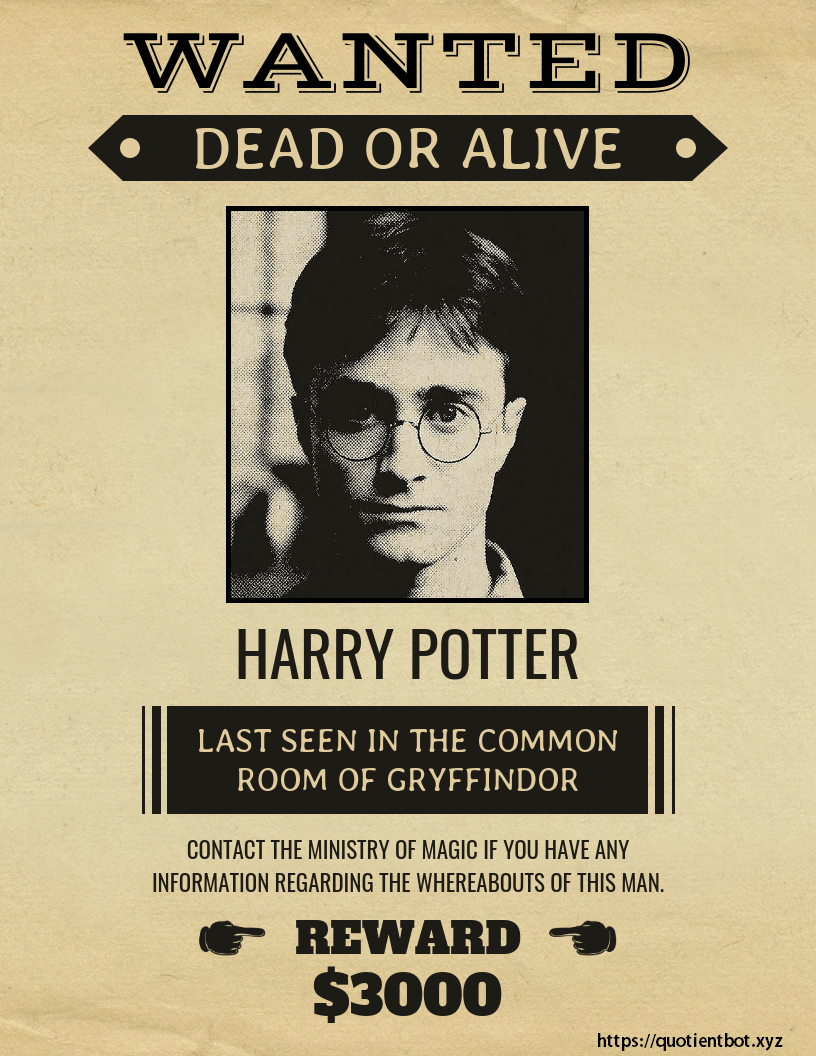 WANTED
DEAD OR ALIVE
HARRY POTTER
LAST SEEN IN THE COMMON
ROOM OF GRYFFINDOR
CONTACT THE MINISTRY OF MAGIC IF YOU HAVE ANY
INFORMATION REGARDING THE WHEREABOUTS OF THIS MAN.
REWARD
$3000
https://quotientbot.xyz